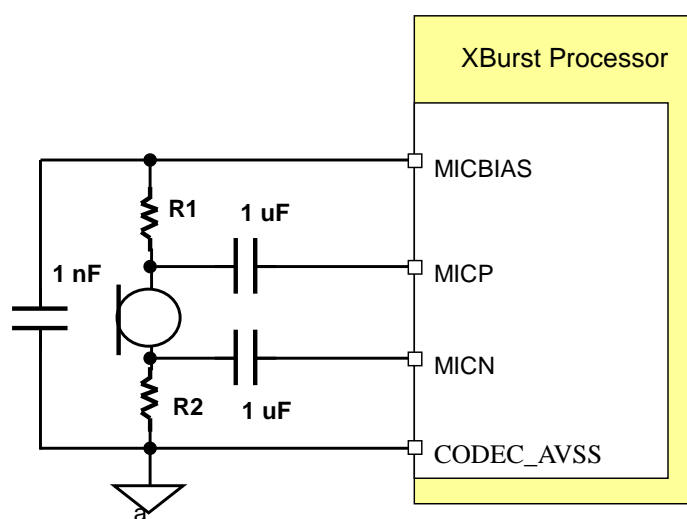 XBurst Processor
MICBIAS
R1
1 uF
1 nF
MICP
MICN
R2
1 uF
CODEC_AVSS
a